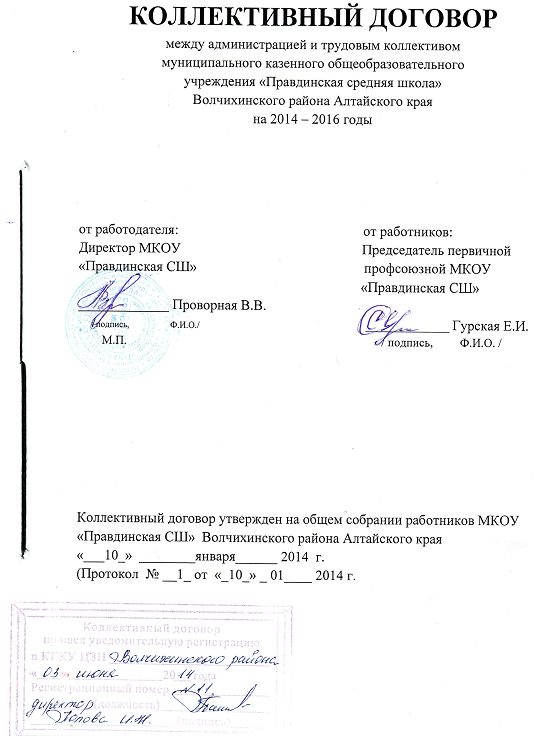 КОЛЛЕКТИВНЫЙ ДОГОВОР
между администрацией и трудовым коллективом
муниципального казенного общеобразовательного
учреждения «Правдинская средняя школа»
Волчихинского района Алтайского края
на 2014 – 2016 годы
от работодателя:
Директор МКОУ
«Правдинская СШ»
____________ Проворная В.В.
/подпись, Ф.И.О./
М.П.
от работников:
Председатель первичной
профсоюзной МКОУ
«Правдинская СШ»
____________ Гурская Е.И.
/ подпись, Ф.И.О. /
Коллективный договор утвержден на общем собрании работников МКОУ
«Правдинская СШ» Волчихинского района Алтайского края
«___10_» ________января______ 2014 г.
(Протокол № __1_ от «_10_» _ 01____ 2014 г.
Коллективный договор
прошел уведомительную регистрацию
в КГКУ ЦЗН Волчихинского района
« 03 » июня 2014 года
Регистрационный номер №11
директор (должность)
Попова И.Ж. (подпись)